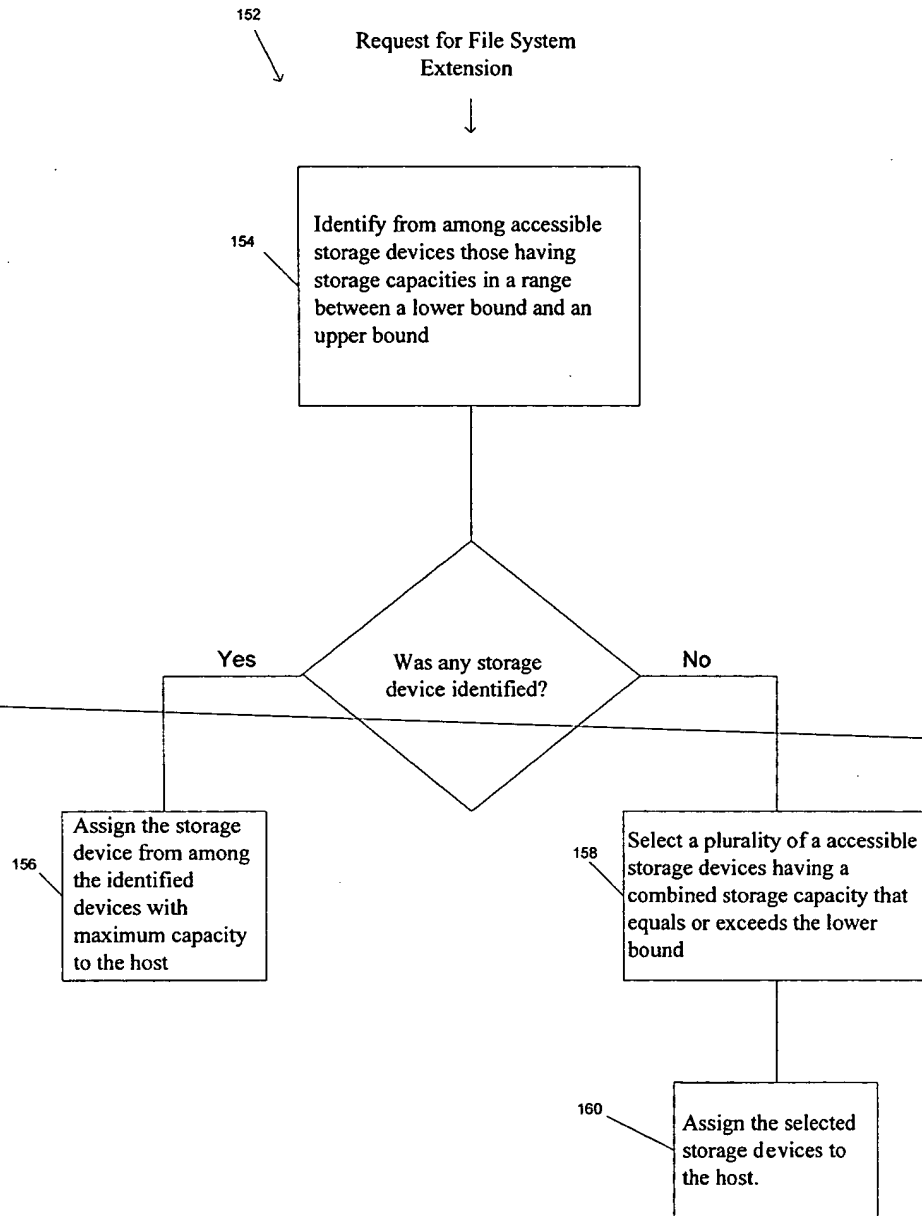 152
Request for File System
Extension
154
Identify from among accessible
storage devices those having
storage capacities in a range
between a lower bound and an
upper bound
Yes
Was any storage
device identified?
No
156
Assign the storage
device from among
the identified
devices with
maximum capacity
to the host
158
Select a plurality of a accessible
storage devices having a
combined storage capacity that
equals or exceeds the lower
bound
160
Assign the selected
storage devices to
the host.